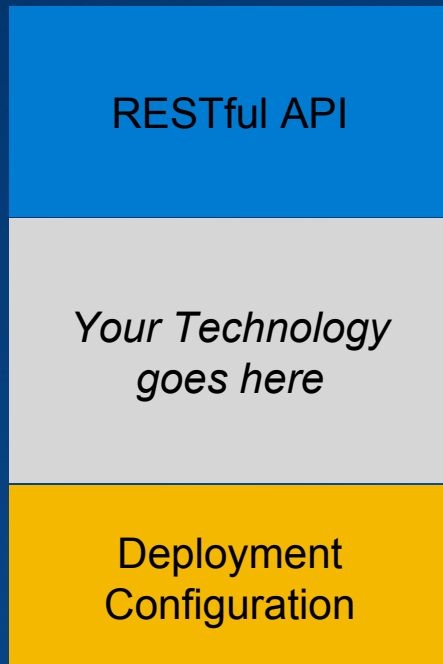 RESTful API
Your Technology
goes here
Deployment
Configuration